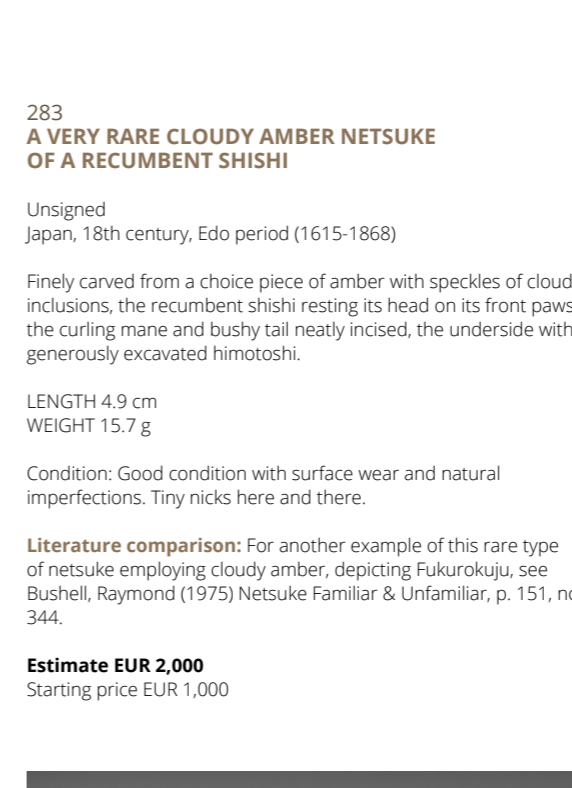 283
A VERY RARE CLOUDY AMBER NETSUKE
OF A RECUMBENT SHISHI
Unsigned
Japan, 18th century, Edo period (1615-1868)
Finely carved from a choice piece of amber with speckles of cloud
inclusions, the recumbent shishi resting its head on its front paws
the curling mane and bushy tail neatly incised, the underside with
generously excavated himotoshi.
LENGTH 4.9 cm
WEIGHT 15.7 g
Condition: Good condition with surface wear and natural
imperfections. Tiny nicks here and there.
Literature comparison: For another example of this rare type
of netsuke employing cloudy amber, depicting Fukurokuju, see
Bushell, Raymond (1975) Netsuke Familiar & Unfamiliar, p. 151,
344.
Estimate EUR 2,000
Starting price EUR 1,000